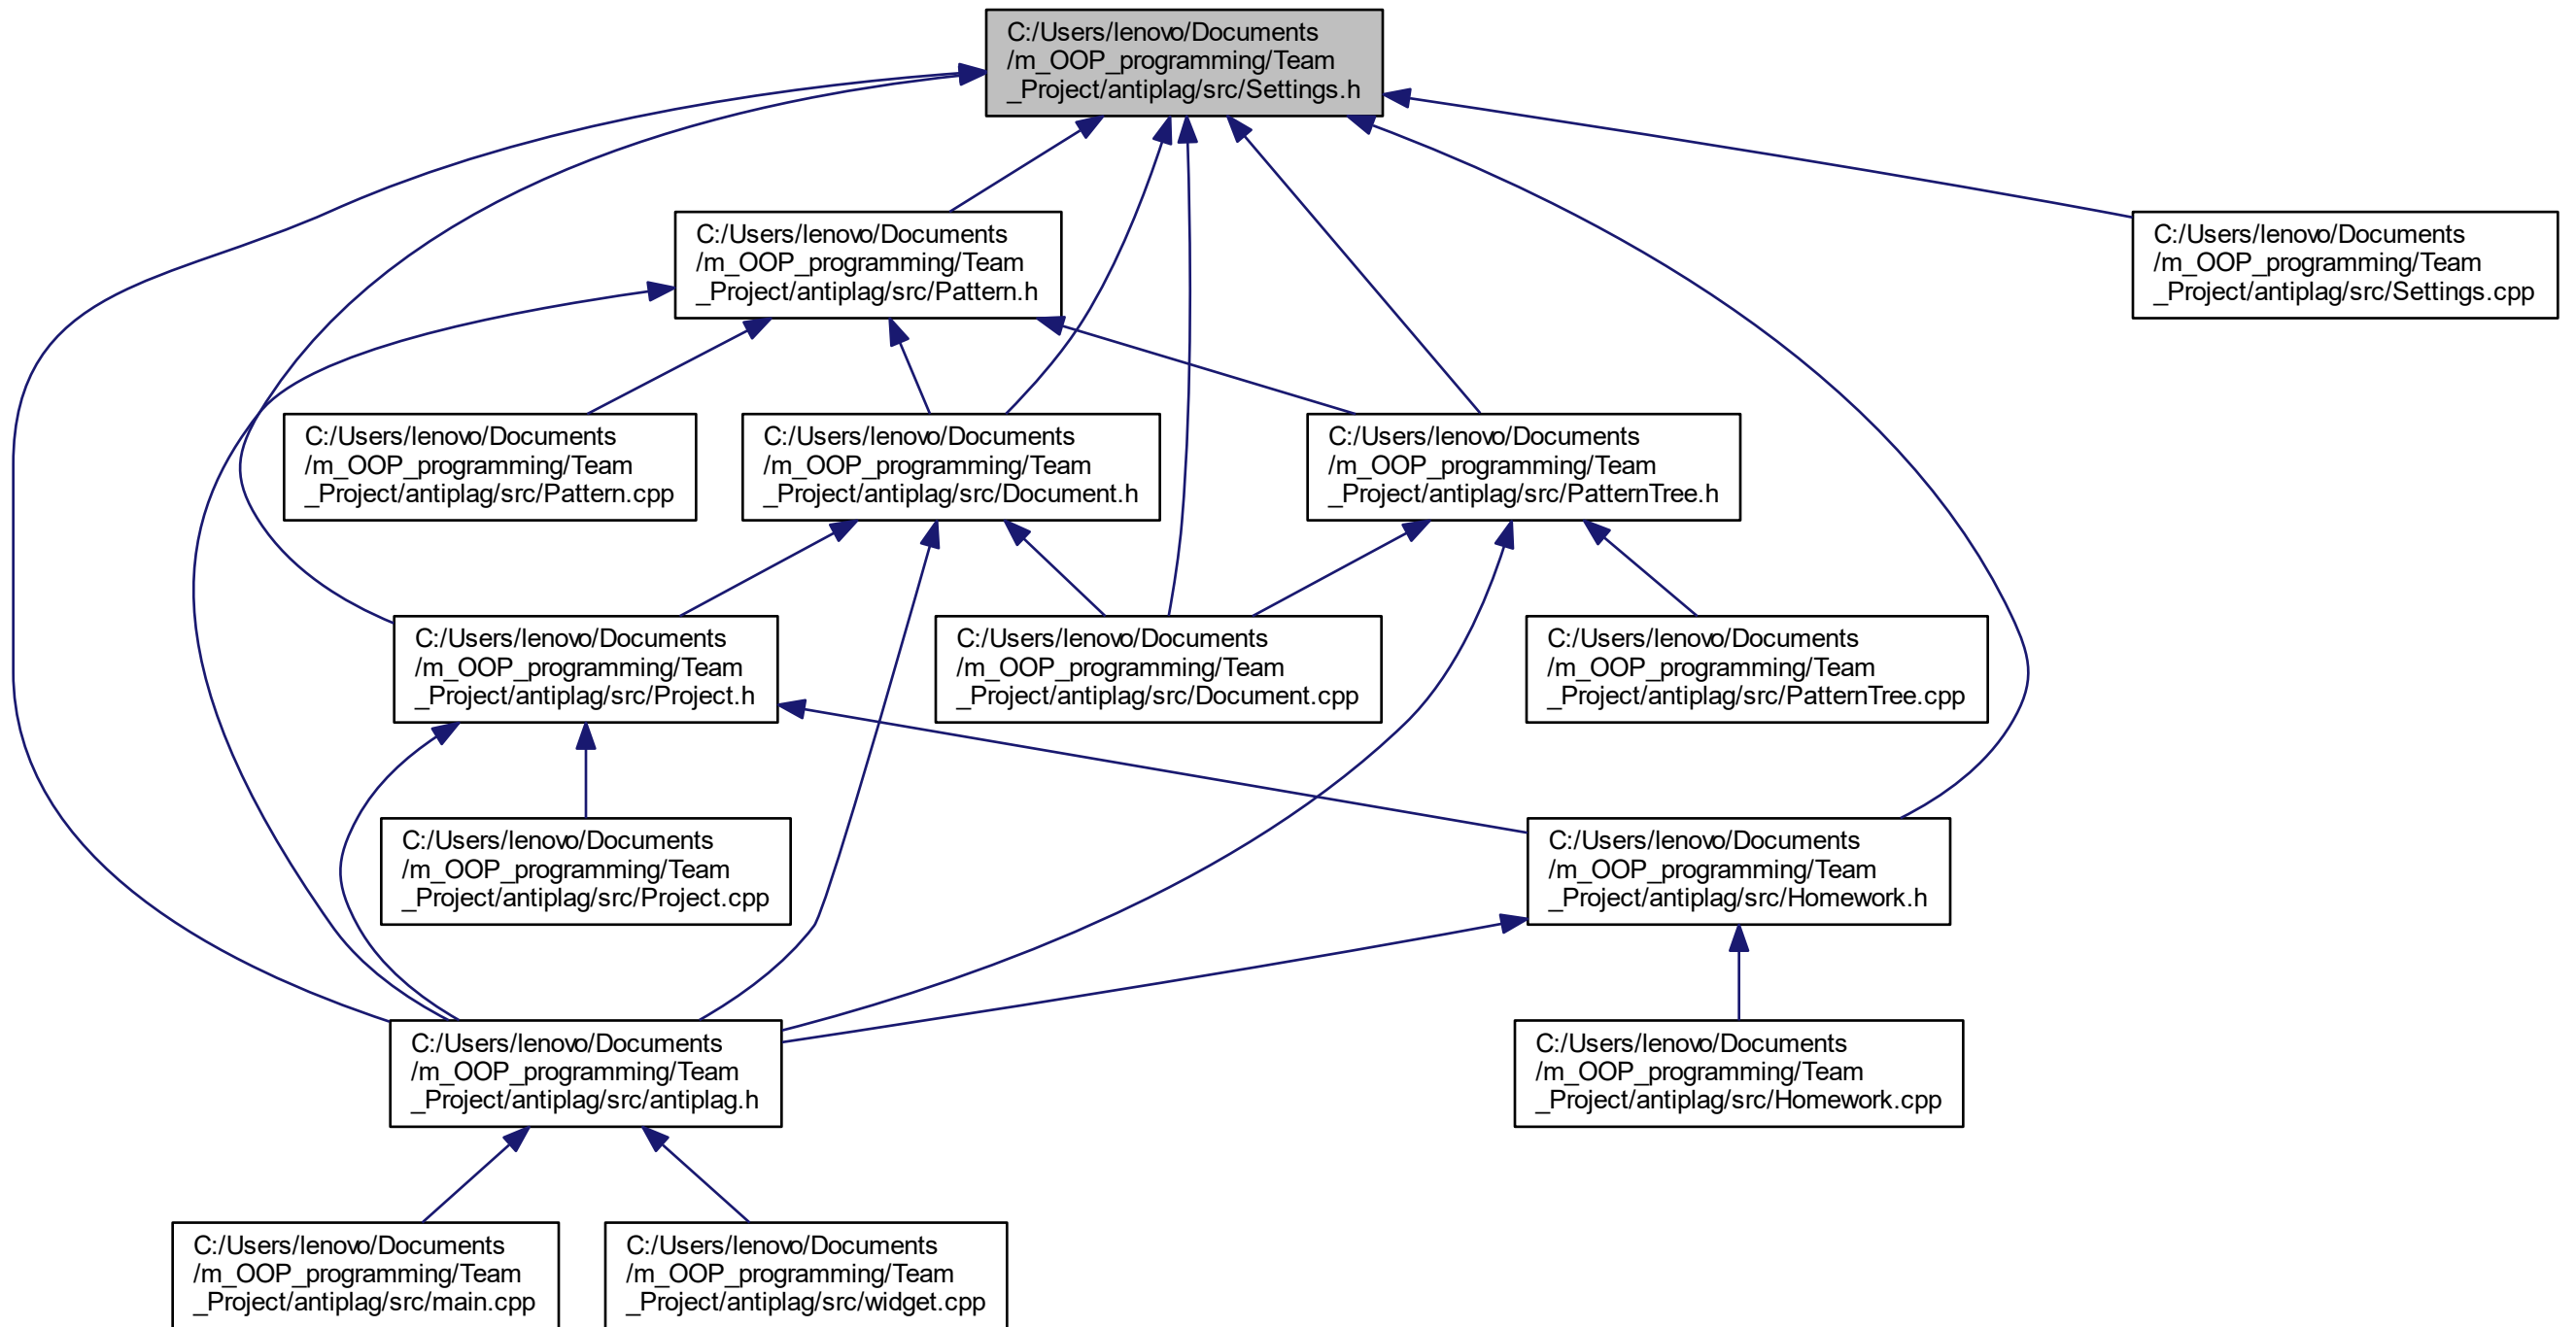 C:/Users/lenovo/Documents
/m_OOP_programming/Team
_Project/antiplag/src/Settings.h
C:/Users/lenovo/Documents
/m_OOP_programming/Team
_Project/antiplag/src/Pattern.h
C:/Users/lenovo/Documents
/m_OOP_programming/Team
_Project/antiplag/src/Settings.cpp
C:/Users/lenovo/Documents
/m_OOP_programming/Team
_Project/antiplag/src/Pattern.cpp
C:/Users/lenovo/Documents
/m_OOP_programming/Team
_Project/antiplag/src/Document.h
C:/Users/lenovo/Documents
/m_OOP_programming/Team
_Project/antiplag/src/PatternTree.h
C:/Users/lenovo/Documents
/m_OOP_programming/Team
_Project/antiplag/src/Project.h
C:/Users/lenovo/Documents
/m_OOP_programming/Team
_Project/antiplag/src/Document.cpp
C:/Users/lenovo/Documents
/m_OOP_programming/Team
_Project/antiplag/src/PatternTree.cpp
C:/Users/lenovo/Documents
/m_OOP_programming/Team
_Project/antiplag/src/Project.cpp
C:/Users/lenovo/Documents
/m_OOP_programming/Team
_Project/antiplag/src/Homework.h
C:/Users/lenovo/Documents
/m_OOP_programming/Team
_Project/antiplag/src/antiplag.h
C:/Users/lenovo/Documents
/m_OOP_programming/Team
_Project/antiplag/src/Homework.cpp
C:/Users/lenovo/Documents
/m_OOP_programming/Team
_Project/antiplag/src/main.cpp
C:/Users/lenovo/Documents
/m_OOP_programming/Team
_Project/antiplag/src/widget.cpp